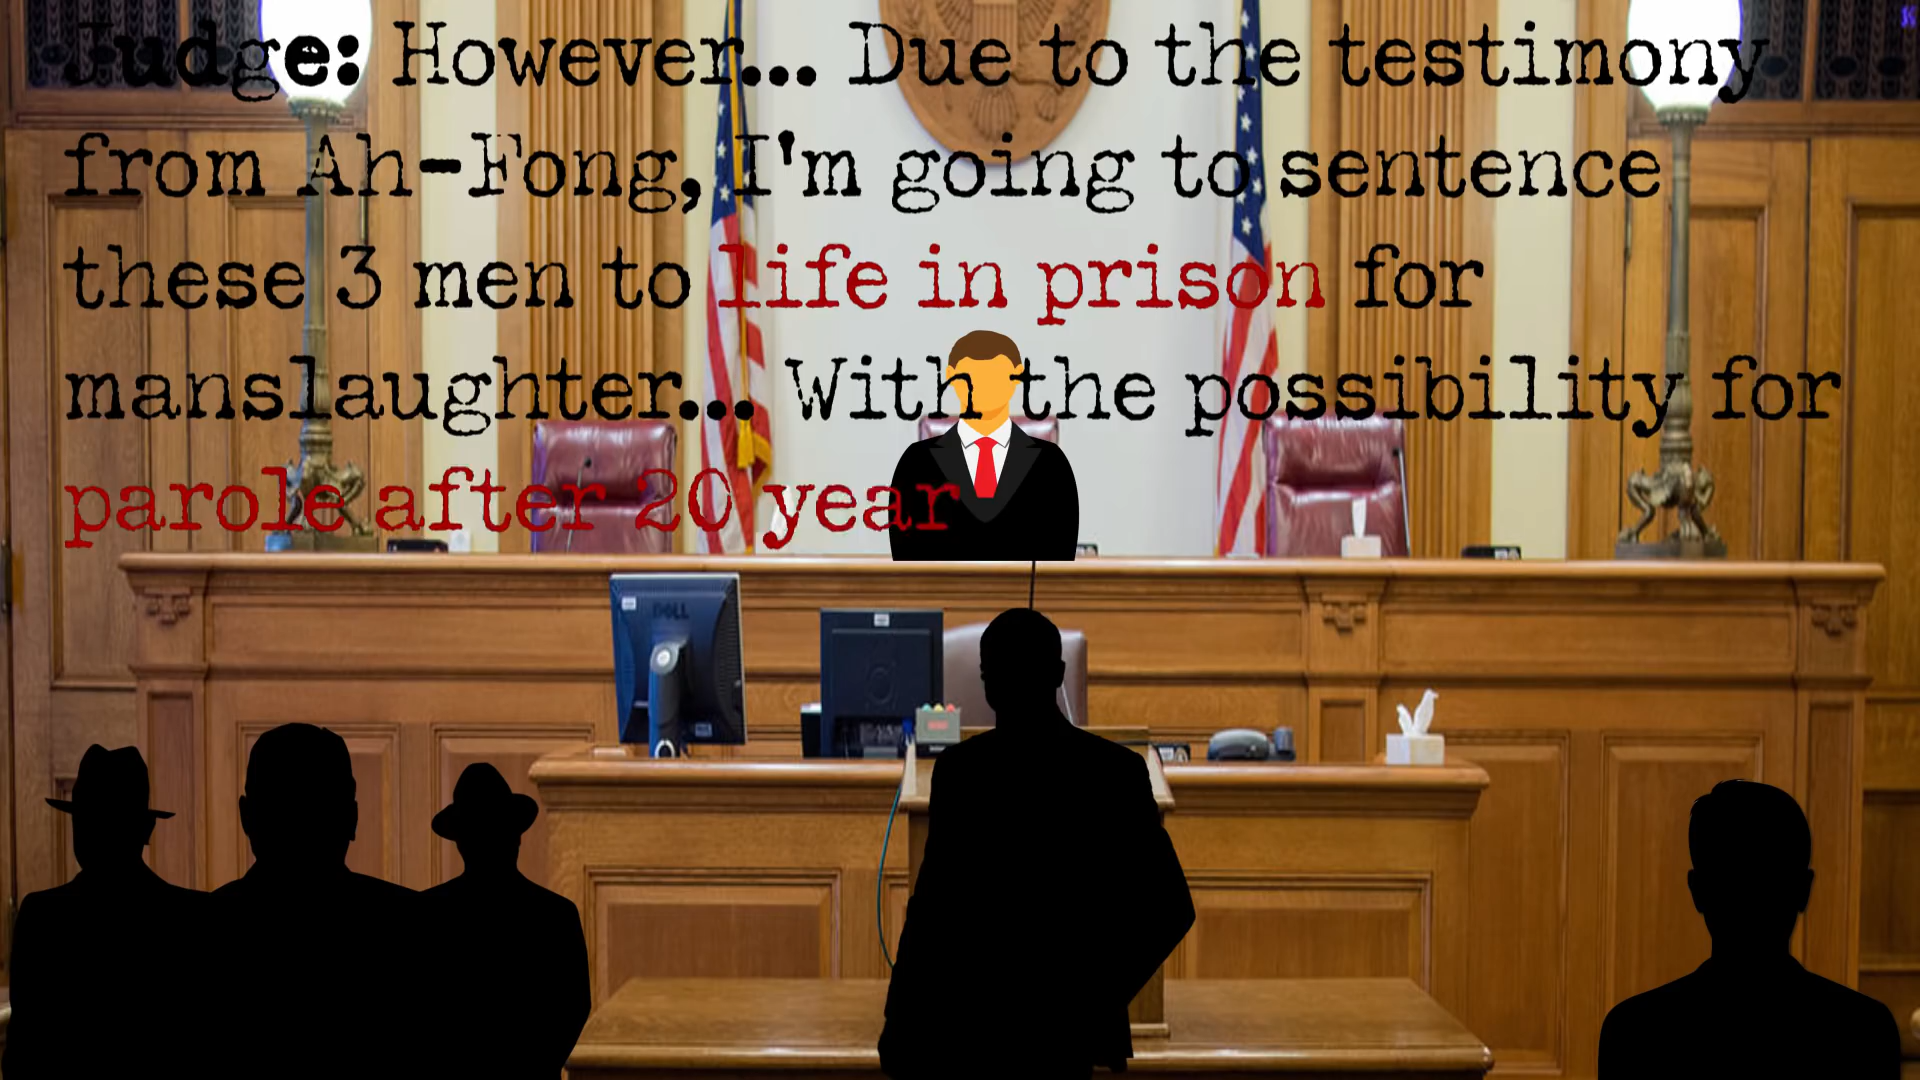 Judge: However... Due to the testimony
from Ah-Fong, I'm going to sentence
these 3 men to life in prison for
manslaughter... With the possibility for
parole after 20 year
DELL